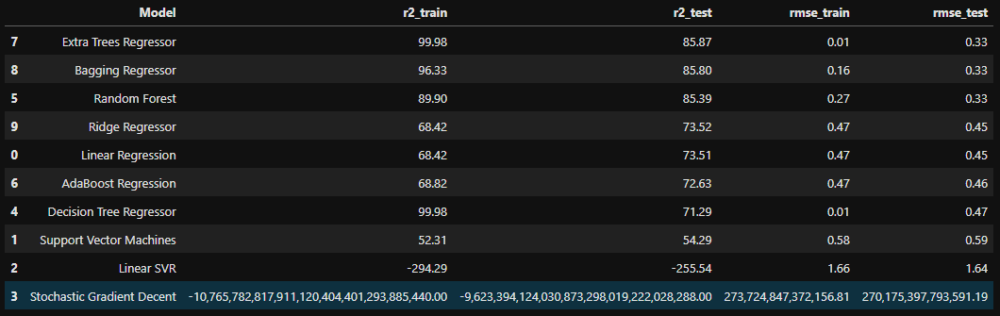 Model r2_train r2_test rmse_train rmse_test
7 Extra Trees Regressor 99.98 85.87 0.01 0.33
8 Bagging Regressor 96.33 85.80 0.16 0.33
5 Random Forest 89.90 85.39 0.27 0.33
9 Ridge Regressor 68.42 73.52 0.47 0.45
0 Linear Regression 68.42 73.51 0.47 0.45
6 AdaBoost Regression 68.82 72.63 0.47 0.46
4 Decision Tree Regressor 99.98 71.29 0.01 0.47
1 Support Vector Machines 52.31 54.29 0.58 0.59
2 Linear SVR -294.29 -255.54 1.66 1.64
3 Stochastic Gradient Decent -10,765,782,817,911,120,404,401,293,885,440.00 -9,623,394,124,030,873,298,019,222,028,288.00 273,724,847,372,156.81 270,175,397,793,591.19